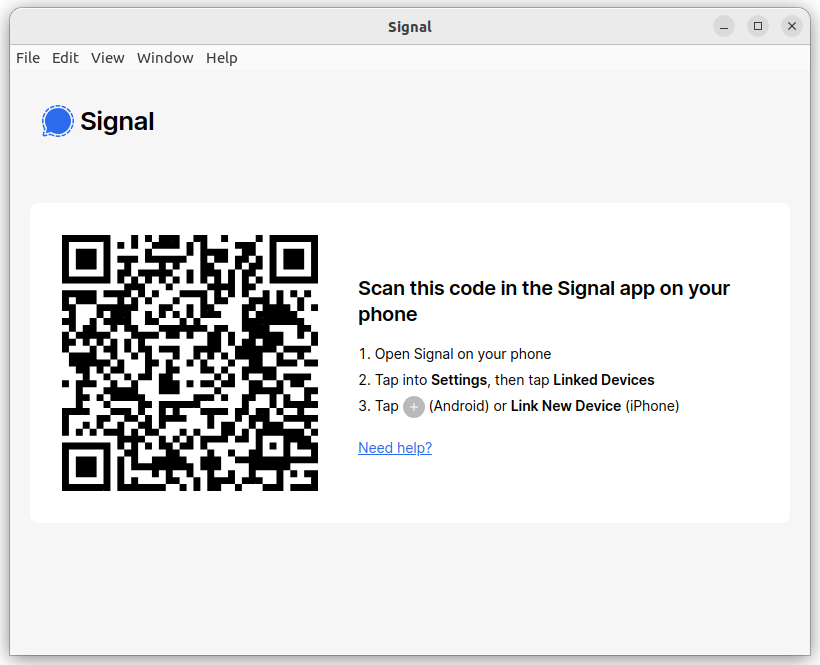 Signal
File Edit View Window Help
Signal
Scan this code in the Signal app on your
phone
1. Open Signal on your phone
2. Tap into Settings, then tap Linked Devices
3. Tap + (Android) or Link New Device (iPhone)
Need help?